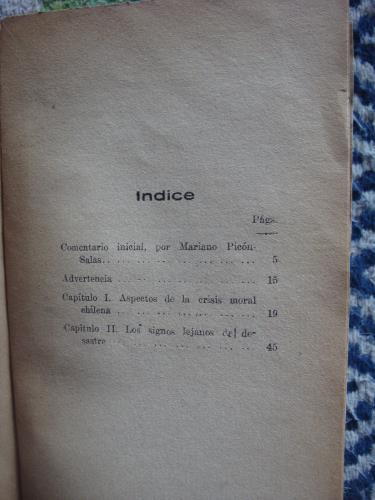 Indice
Págs.
Comentario inicial, por Mariano Picón-
Salas. . . . . . . . . . . . . . . . . . . 5
Advertencia . . . . . . . . . . . . . . . . 15
Capítulo I. Aspectos de la crisis moral
chilena . . . . . . . . . . . . . . . . . 19
Capítulo II. Los signos lejanos del de-
sastre . . . . . . . . . . . . . . . . . 45